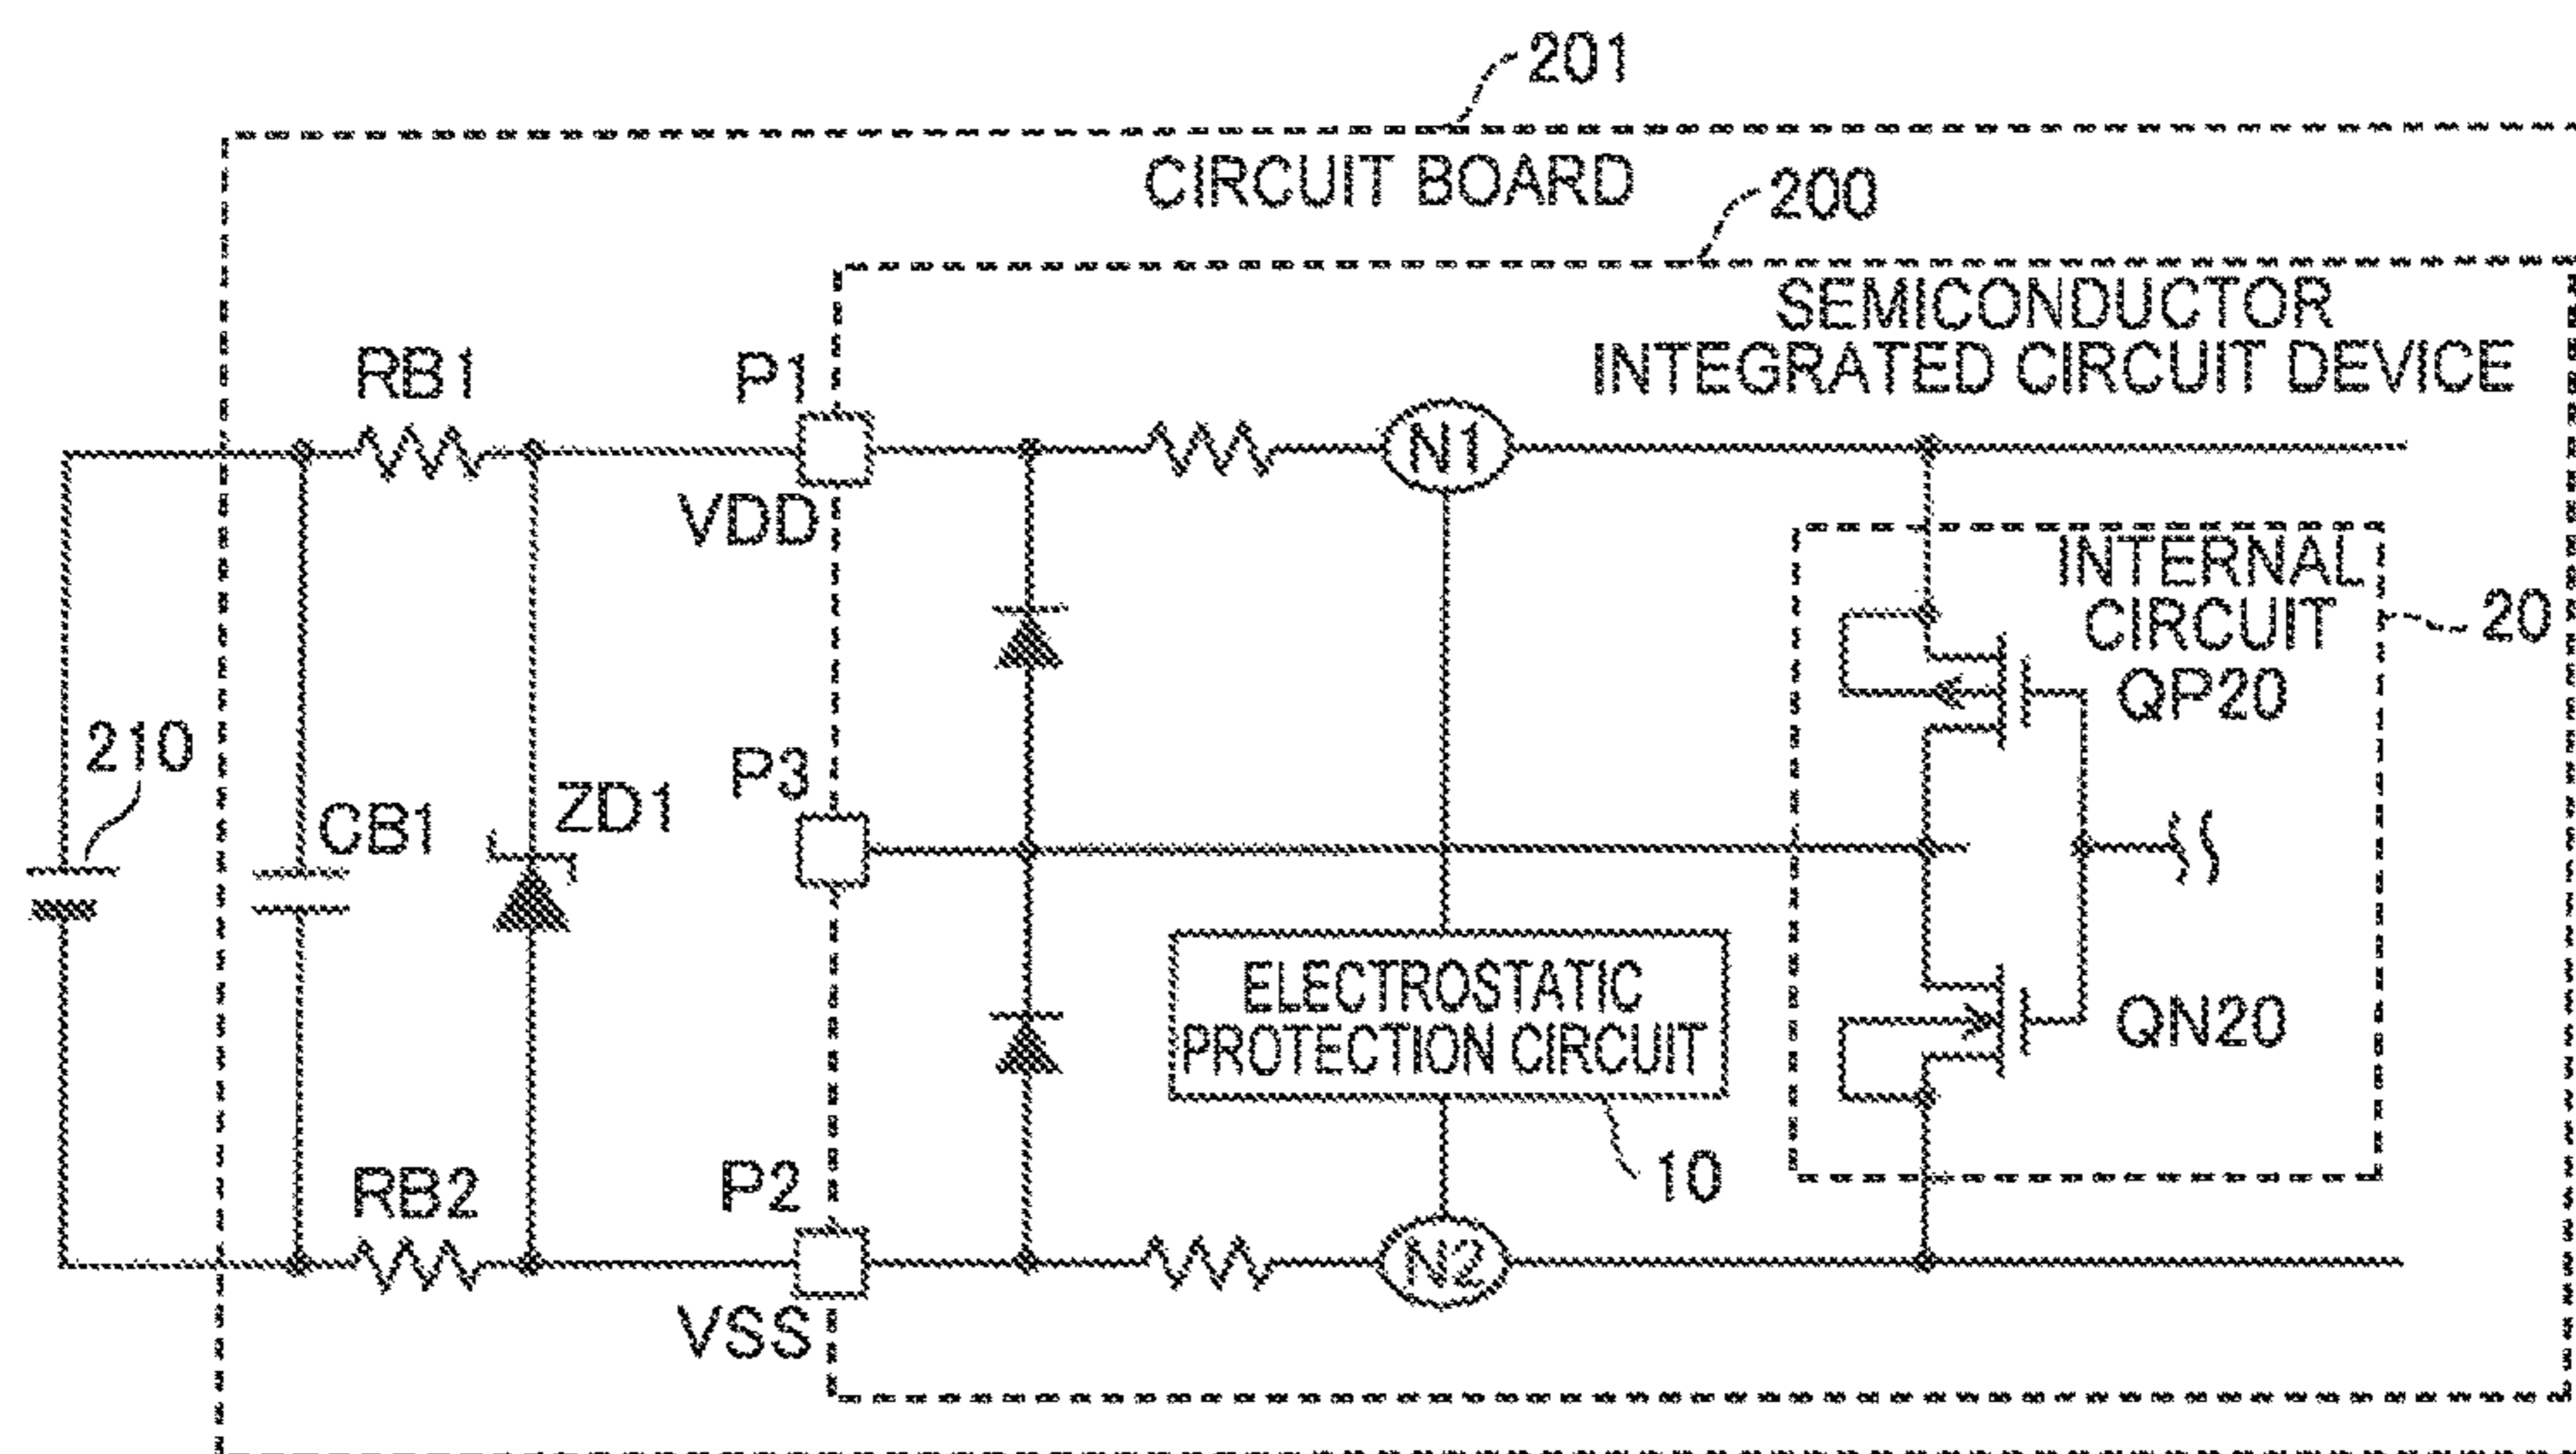 201
CIRCUIT BOARD
200
SEMICONDUCTOR
INTEGRATED CIRCUIT DEVICE
RB1
P1
N1
VDD
INTERNAL
CIRCUIT
20
QP20
210
P3
CB1
ZD1
ELECTROSTATIC
PROTECTION CIRCUIT
QN20
10
RB2
P2
N2
VSS